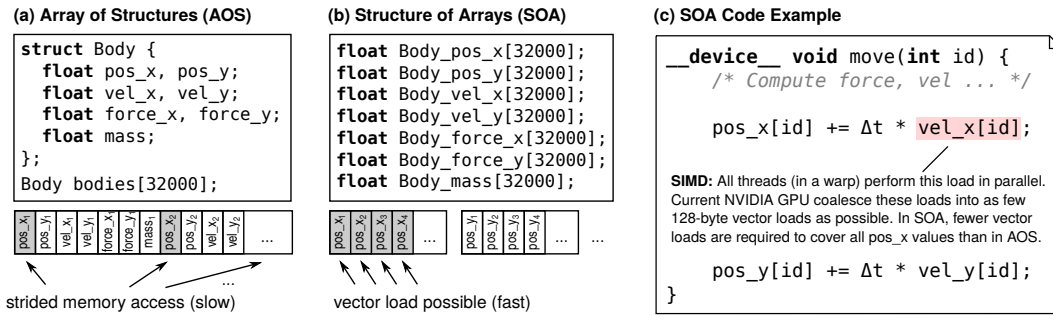 (a) Array of Structures (AOS)
struct Body {
float pos_x, pos_y;
float vel_x, vel_y;
float force_x, force_y;
float mass;
};
Body bodies[32000];
pos_x₁ pos_y₁ vel_x₁ vel_y₁ force_x₁ force_y₁ mass₁ pos_x₂ pos_y₂ vel_x₂ vel_y₂ ...
...
strided memory access (slow)
(b) Structure of Arrays (SOA)
float Body_pos_x[32000];
float Body_pos_y[32000];
float Body_vel_x[32000];
float Body_vel_y[32000];
float Body_force_x[32000];
float Body_force_y[32000];
float Body_mass[32000];
pos_x₁ pos_x₂ pos_x₃ pos_x₄ ... pos_y₁ pos_y₂ pos_y₃ pos_y₄ ...
vector load possible (fast)
(c) SOA Code Example
__device__ void move(int id) {
/* Compute force, vel ... */
pos_x[id] += Δt * vel_x[id];
SIMD: All threads (in a warp) perform this load in parallel.
Current NVIDIA GPU coalesce these loads into as few
128-byte vector loads as possible. In SOA, fewer vector
loads are required to cover all pos_x values than in AOS.
pos_y[id] += Δt * vel_y[id];
}